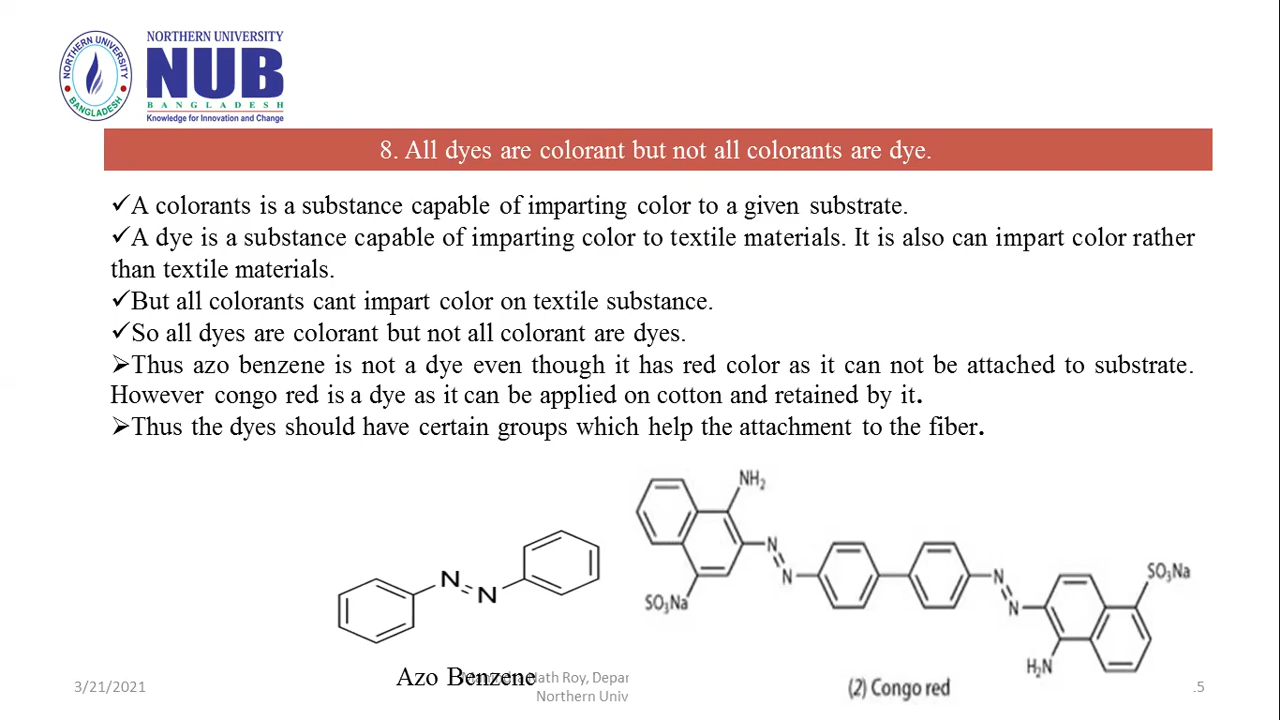 NORTHERN UNIVERSITY
BANGLADESH
NORTHERN UNIVERSITY
NUB
BANGLADESH
Knowledge for Innovation and Change
8. All dyes are colorant but not all colorants are dye.
✓A colorants is a substance capable of imparting color to a given substrate.
✓A dye is a substance capable of imparting color to textile materials. It is also can impart color rather
than textile materials.
✓But all colorants cant impart color on textile substance.
✓So all dyes are colorant but not all colorant are dyes.
➢Thus azo benzene is not a dye even though it has red color as it can not be attached to substrate.
However congo red is a dye as it can be applied on cotton and retained by it.
➢Thus the dyes should have certain groups which help the attachment to the fiber.
N
N
NH2
N
N
SO3Na
N
N
SO3Na
H2N
Azo Benzene
(2) Congo red
3/21/2021
Nath Roy, Depar
Northern Univ
.5